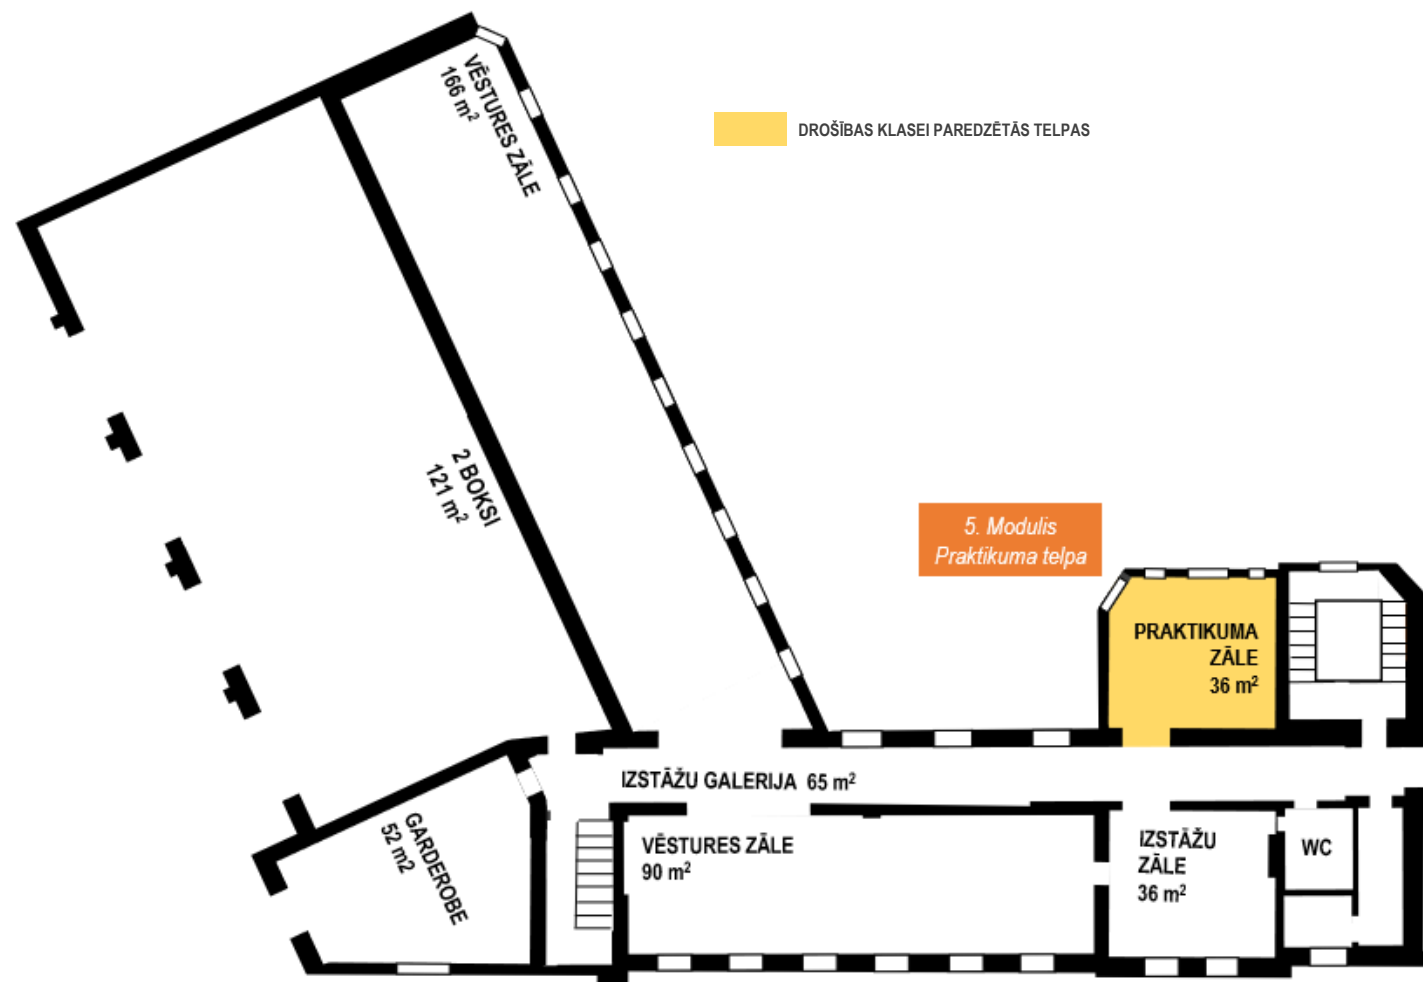 VĒSTURES ZĀLE
166 m²
DROŠĪBAS KLASEI PAREDZĒTĀS TELPAS
2 BOKSI
121 m²
5. Modulis
Praktikuma telpa
PRAKTIKUMA
ZĀLE
36 m²
IZSTĀŽU GALERIJA 65 m²
GARDEROBE
52 m2
VĒSTURES ZĀLE
90 m²
IZSTĀŽU
ZĀLE
36 m²
WC